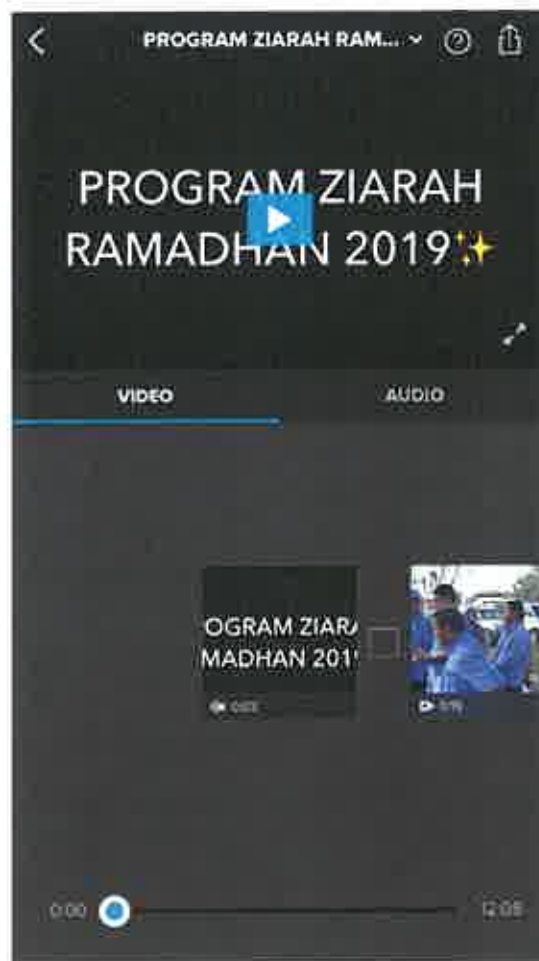 PROGRAM ZIARAH RAM...
PROGRAM ZIARAH
RAMADHAN 2019✨
VIDEO
AUDIO
OGRAM ZIARA
MADHAN 201
0:00
12:08